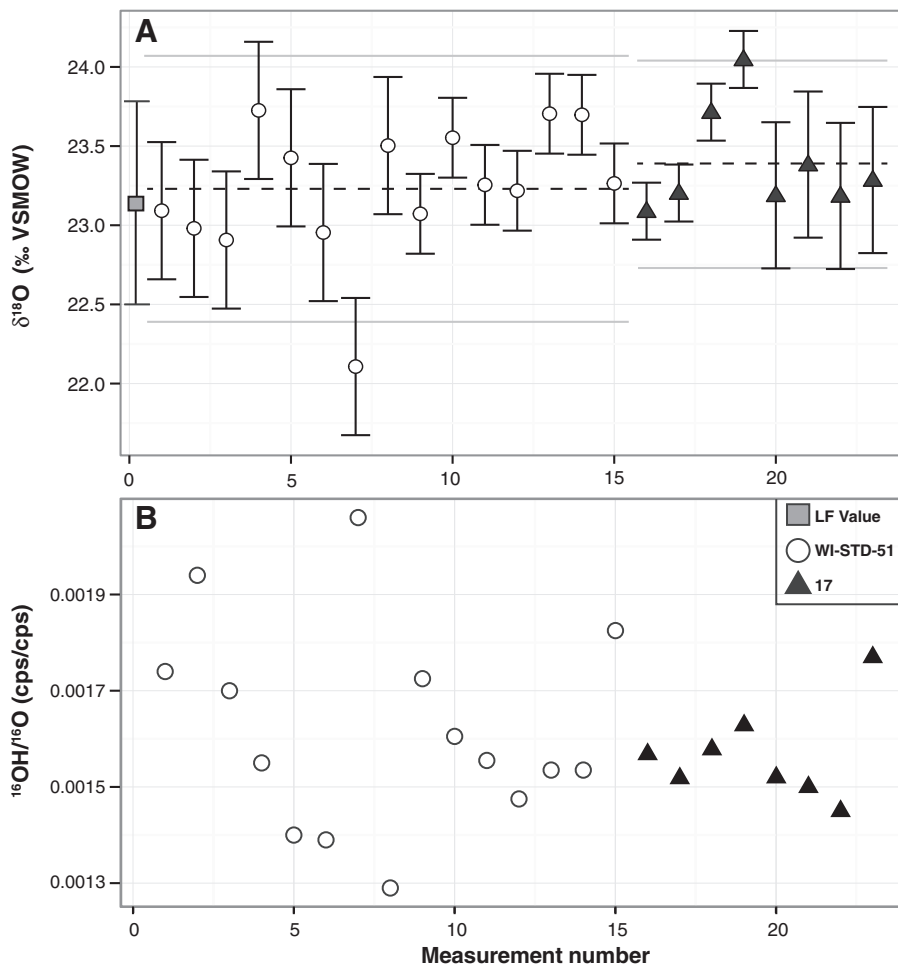 A
δ¹⁸O (‰ VSMOW)
24.0
23.5
23.0
22.5
22.0
0 5 10 15 20
B
LF Value
WI-STD-51
17
¹⁶OH/¹⁶O (cps/cps)
0.0019
0.0017
0.0015
0.0013
0 5 10 15 20
Measurement number